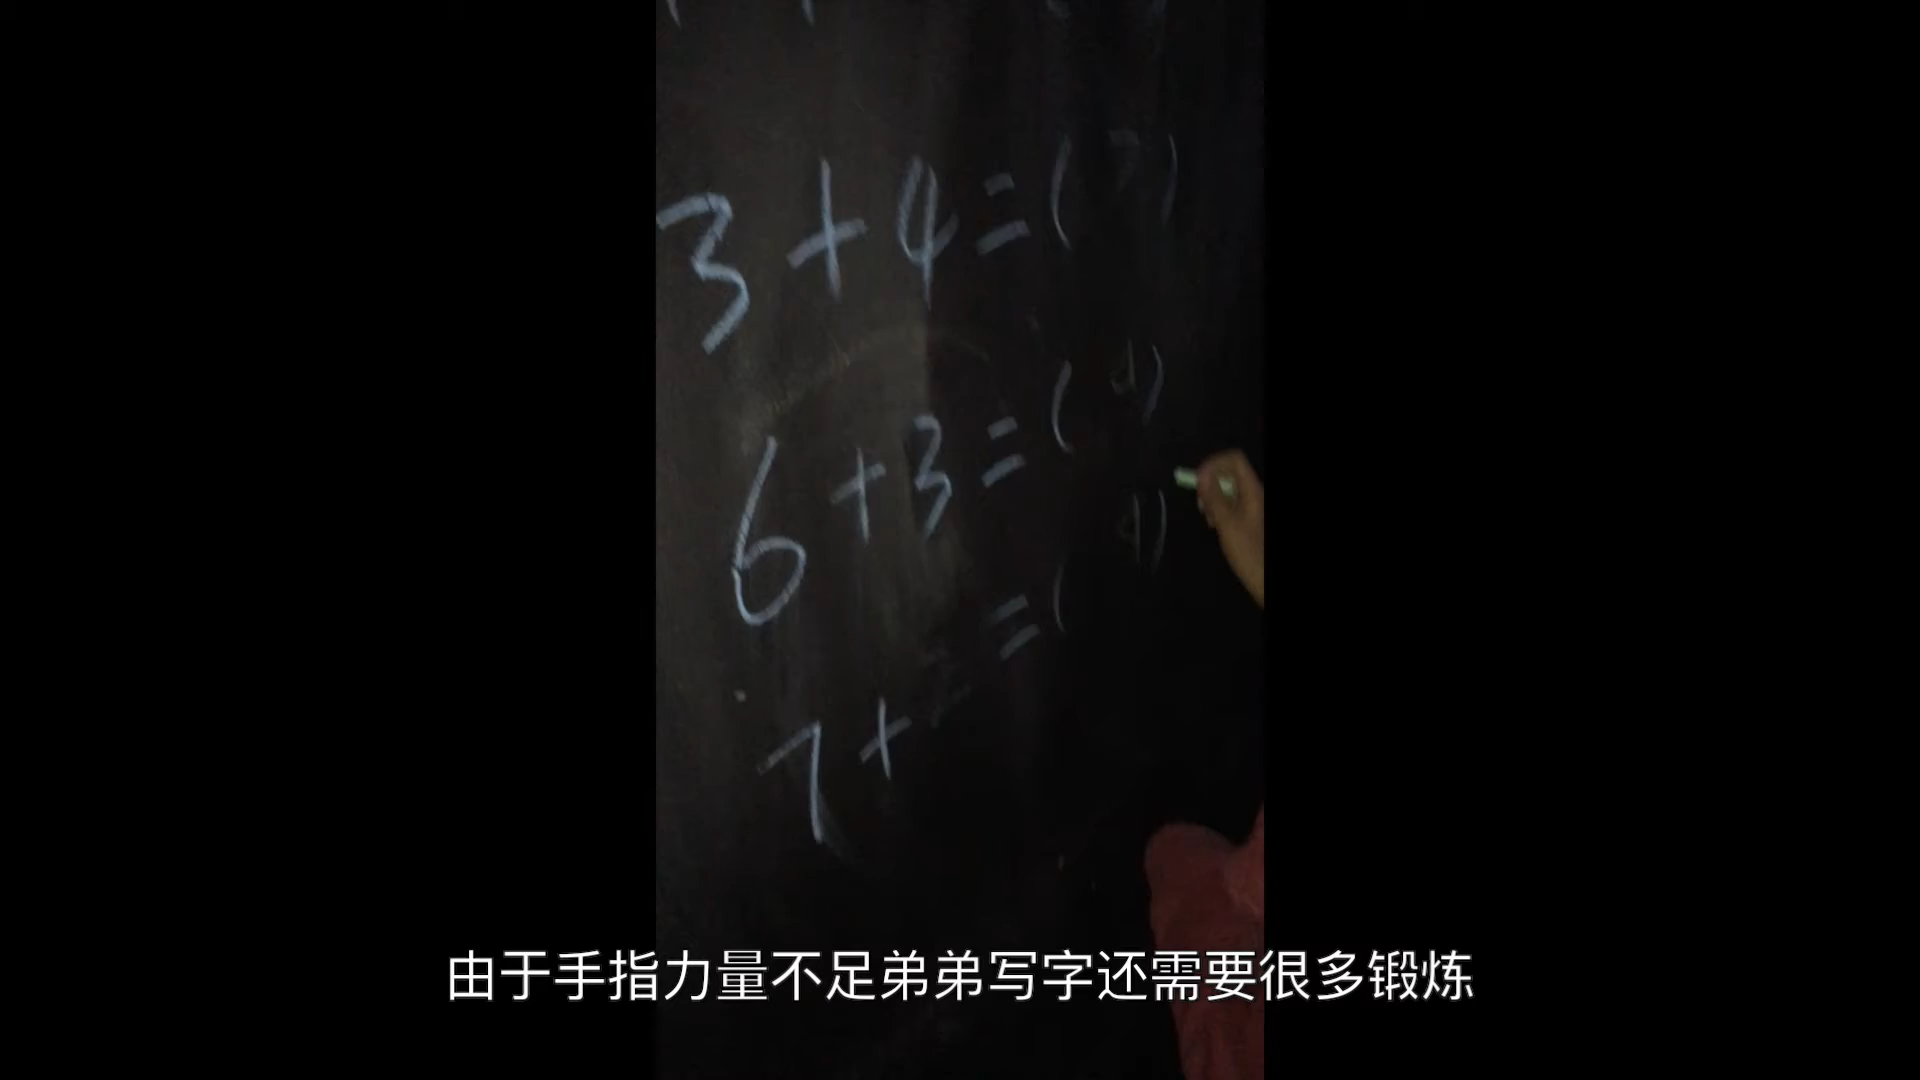 3+4=(7)
6+3=( )
7+ =( )
由于手指力量不足弟弟写字还需要很多锻炼